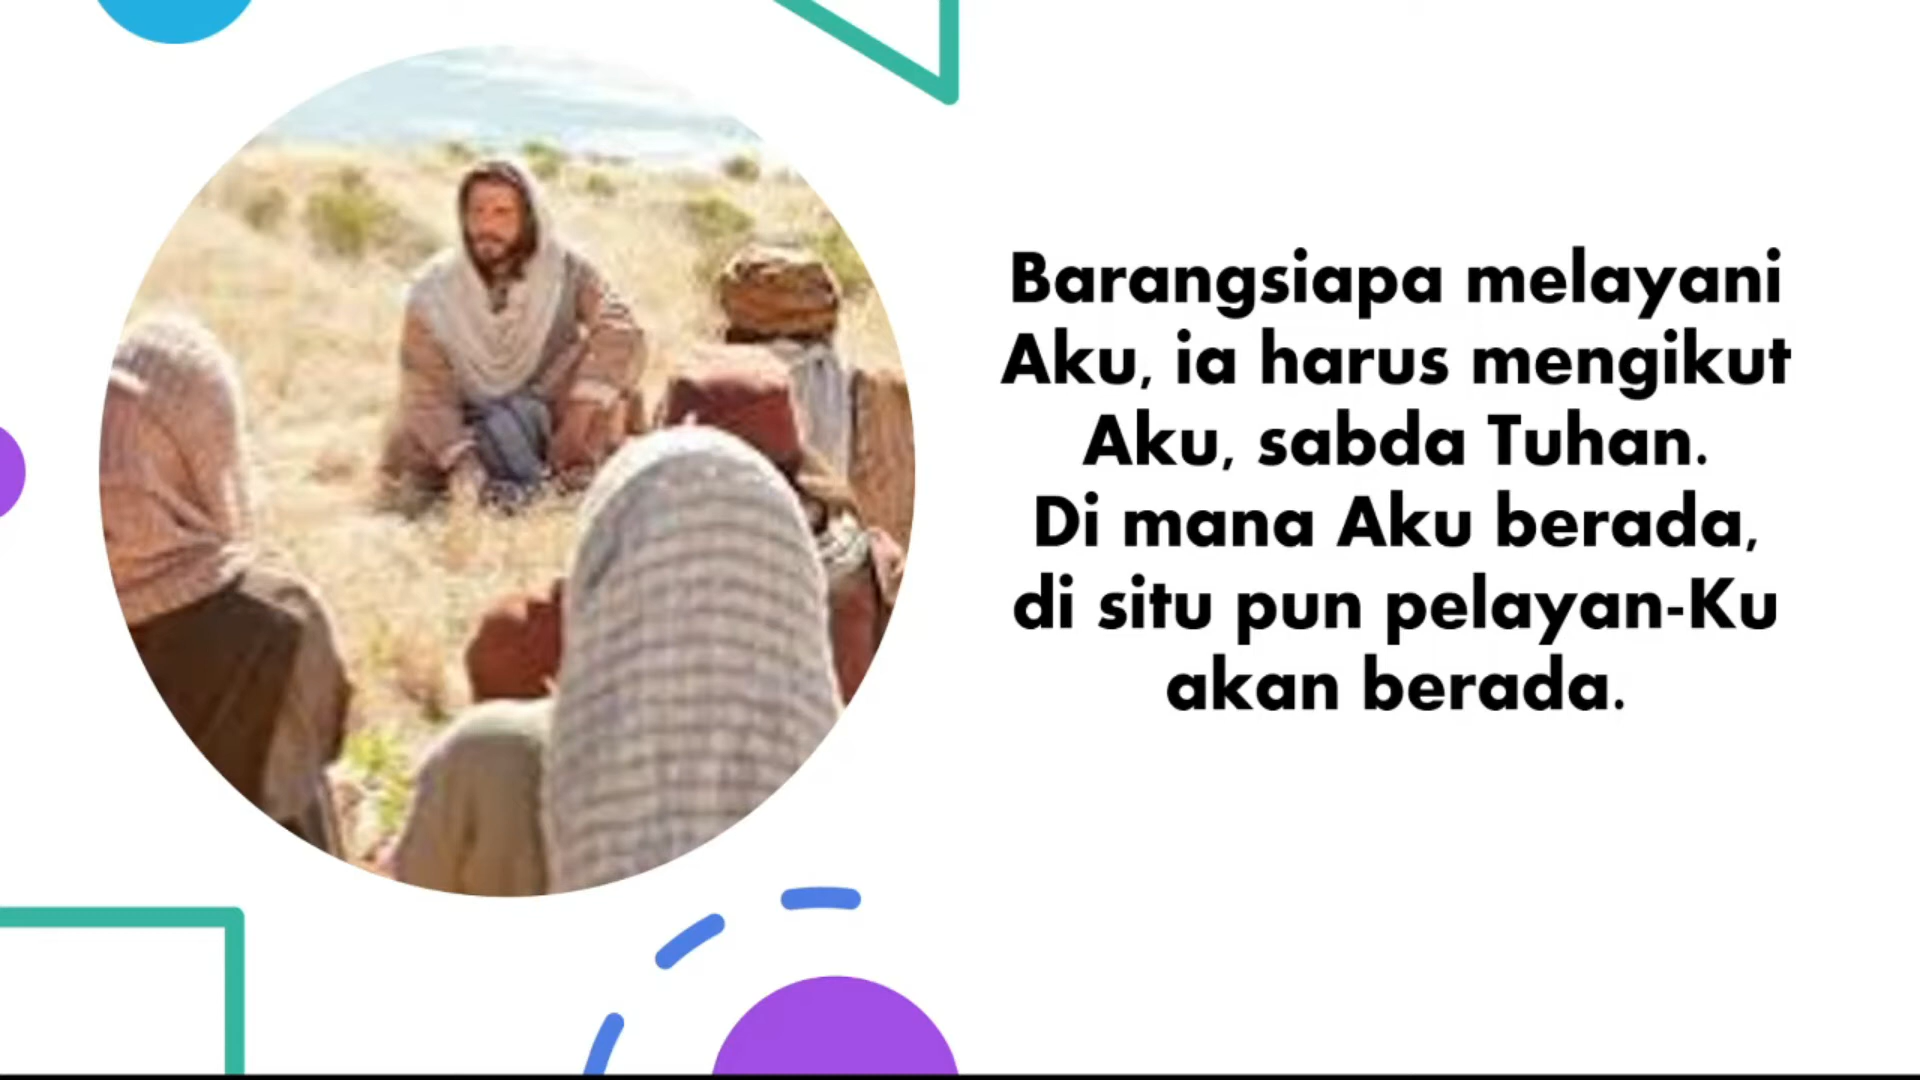 Barangsiapa melayani
Aku, ia harus mengikut
Aku, sabda Tuhan.
Di mana Aku berada,
di situ pun pelayan-Ku
akan berada.